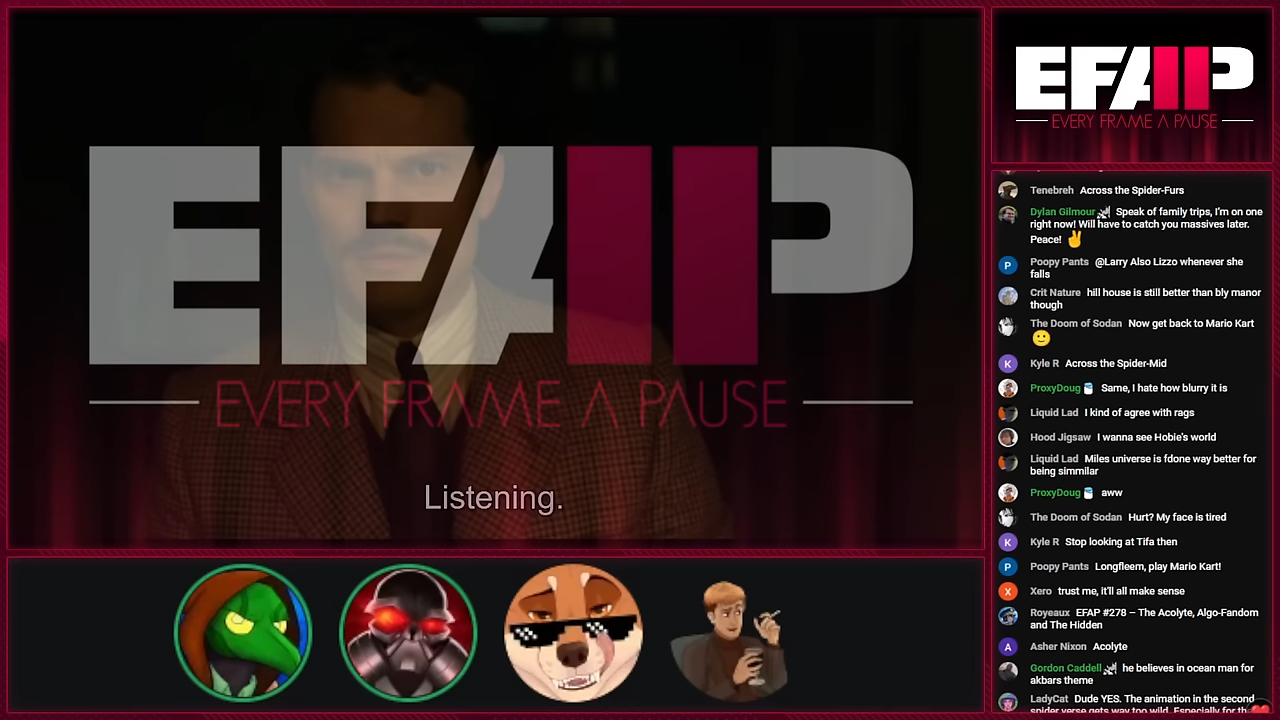 EFAP
EVERY FRAME A PAUSE
Listening.
EFAP
EVERY FRAME A PAUSE
Tenebreh Across the Spider-Furs
Dylan Gilmour Speak of family trips, I'm on one
right now! Will have to catch you massives later.
Peace! ✌
P Poopy Pants @Larry Also Lizzo whenever she
falls
Crit Nature hill house is still better than bly manor
though
The Doom of Sodan Now get back to Mario Kart
🙂
K Kyle R Across the Spider-Mid
ProxyDoug Same, I hate how blurry it is
Liquid Lad I kind of agree with rags
Hood Jigsaw I wanna see Hobie's world
Liquid Lad Miles universe is fdone way better for
being simmilar
ProxyDoug aww
The Doom of Sodan Hurt? My face is tired
K Kyle R Stop looking at Tifa then
P Poopy Pants Longfleem, play Mario Kart!
X Xero trust me, it'll all make sense
Royeaux EFAP #278 – The Acolyte, Algo-Fandom
and The Hidden
A Asher Nixon Acolyte
Gordon Caddell he believes in ocean man for
akbars theme
LadyCat Dude YES. The animation in the second
spider verse gets way too wild. Especially for